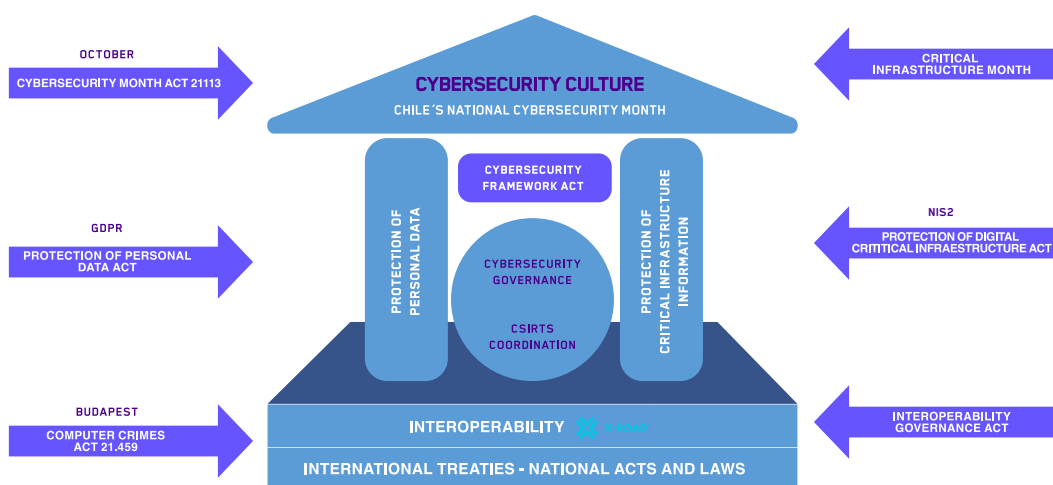 OCTOBER
CYBERSECURITY MONTH ACT 21113
CRITICAL
INFRASTRUCTURE MONTH
CYBERSECURITY CULTURE
CHILE´S NATIONAL CYBERSECURITY MONTH
CYBERSECURITY
FRAMEWORK ACT
PROTECTION OF
PERSONAL DATA
PROTECTION OF
CRITICAL INFRASTRUCTURE
INFORMATION
GDPR
PROTECTION OF PERSONAL
DATA ACT
NIS2
PROTECTION OF DIGITAL
CRITITICAL INFRAESTRUCTURE ACT
CYBERSECURITY
GOVERNANCE
CSIRTS
COORDINATION
BUDAPEST
COMPUTER CRIMES
ACT 21.459
INTEROPERABILITY
GOVERNANCE ACT
INTEROPERABILITY X-ROAD
INTERNATIONAL TREATIES - NATIONAL ACTS AND LAWS